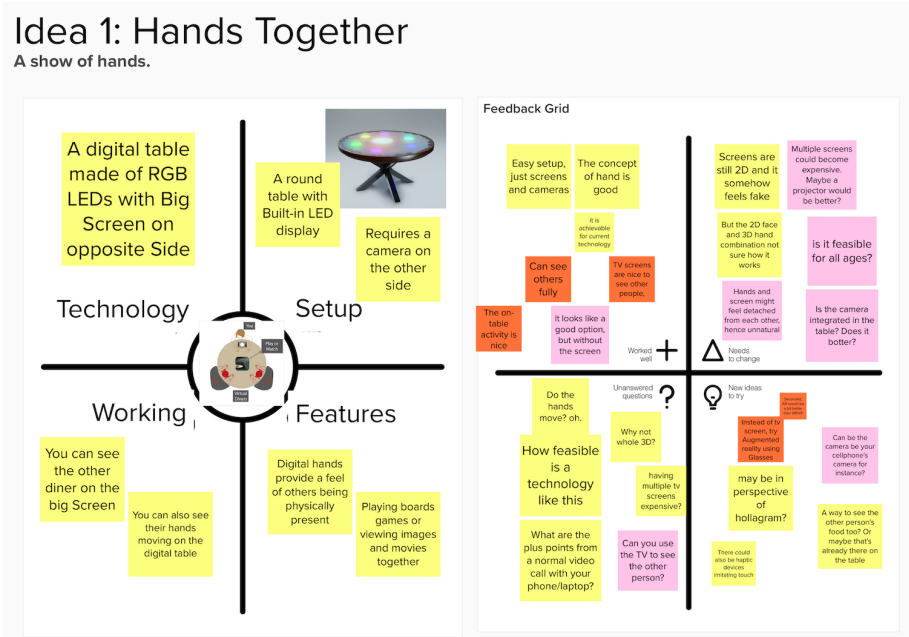 Idea 1: Hands Together
A show of hands.
A digital table
made of RGB
LEDs with Big
Screen on
opposite Side
A round
table with
Built-in LED
display
Requires a
camera on
the other
side
Technology
Setup
You
Play or
Watch
Virtual
Diners
Working
Features
You can see
the other
diner on the
big Screen
You can also see
their hands
moving on the
digital table
Digital hands
provide a feel
of others being
physically
present
Playing boards
games or
viewing images
and movies
together
Feedback Grid
Easy setup,
just screens
and cameras
The concept
of hand is
good
It is
achievable
for current
technology
Can see
others
fully
TV screens
are nice to
see other
people,
The on-
table
activity is
nice
It looks like a
good option,
but without
the screen
Worked
well
Screens are
still 2D and it
somehow
feels fake
Multiple screens
could become
expensive.
Maybe a
projector would
be better?
But the 2D face
and 3D hand
combination not
sure how it
works
is it feasible
for all ages?
Hands and
screen might
feel detached
from each other,
hence unnatural
Is the camera
integrated in the
table? Does it
botter?
Needs
to change
Do the
hands
move? oh.
Unanswered
questions
?
Why not
whole 3D?
How feasible
is a
technology
like this
having
multiple tv
screens
expensive?
What are the
plus points from
a normal video
call with your
phone/laptop?
Can you use
the TV to see
the other
person?
New ideas
to try
Instead of tv
screen, try
Augmented
reality using
Glasses
Can be the
camera be your
cellphone's
camera for
instance?
may be in
perspective
of
hollagram?
A way to see the
other person's
food too? Or
maybe that's
already there on
the table
There could
also be haptic
devices
imitating touch